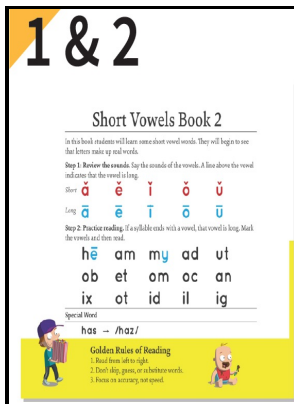 1 & 2
Short Vowels Book 2
In this book students will learn some short vowel words. They will begin to see
that letters make up real words.
Step 1: Review the sounds. Say the sounds of the vowels. A line above the vowel
indicates that the vowel is long.
Short ă ĕ ĭ ŏ ŭ
Long ā ē ī ō ū
Step 2: Practice reading. If a syllable ends with a vowel, that vowel is long. Mark
the vowels and then read.
hē am my ad ut
ob et om oc an
ix ot id il ig
Special Word
has → /haz/
Golden Rules of Reading
1. Read from left to right.
2. Don't skip, guess, or substitute words.
3. Focus on accuracy, not speed.